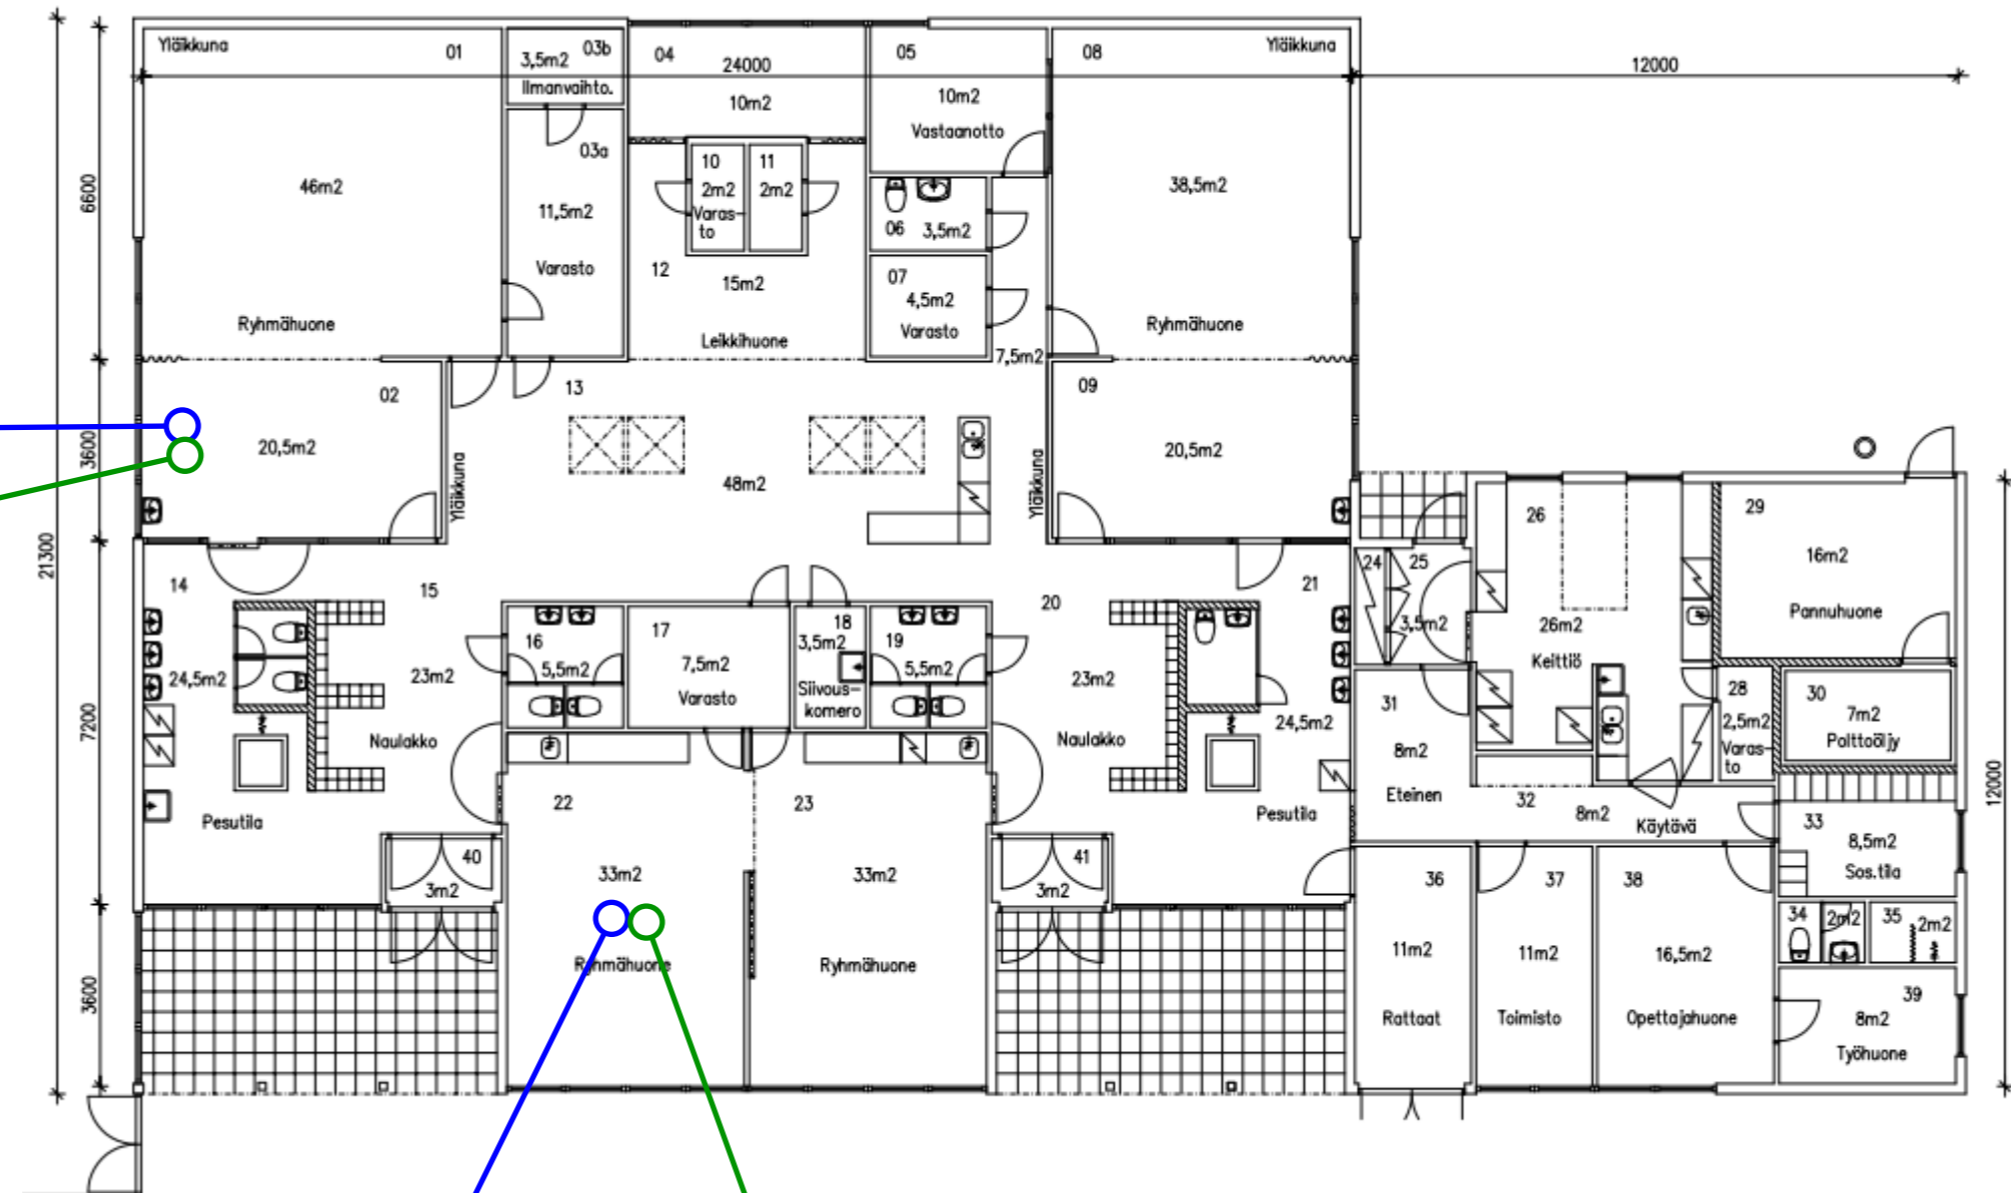 Yläikkuna
01
03b
3,5m2
Ilmanvaihto.
04
24000
10m2
05
10m2
Vastaanotto
08
Yläikkuna
12000
03a
11,5m2
Varasto
46m2
Ryhmähuone
10
2m2
Varas-
to
11
2m2
12
15m2
Leikkihuone
06
3,5m2
07
4,5m2
Varasto
7,5m2
38,5m2
Ryhmähuone
6600
02
20,5m2
13
Yläikkuna
48m2
Yläikkuna
09
20,5m2
3600
21300
14
24,5m2
Pesutila
15
23m2
Naulakko
16
5,5m2
17
7,5m2
Varasto
18
3,5m2
Siivous-
komero
19
5,5m2
20
23m2
Naulakko
21
24,5m2
Pesutila
7200
24
25
3,5m2
26
26m2
Keittiö
29
16m2
Pannuhuone
28
2,5m2
Varas-
to
30
7m2
Polttoöljy
31
8m2
Eteinen
32
8m2
Käytävä
33
8,5m2
Sos.tila
12000
22
33m2
Ryhmähuone
23
33m2
Ryhmähuone
40
3m2
41
3m2
36
11m2
Rattaat
37
11m2
Toimisto
38
16,5m2
Opettajahuone
34
2m2
35
2m2
39
8m2
Työhuone
3600